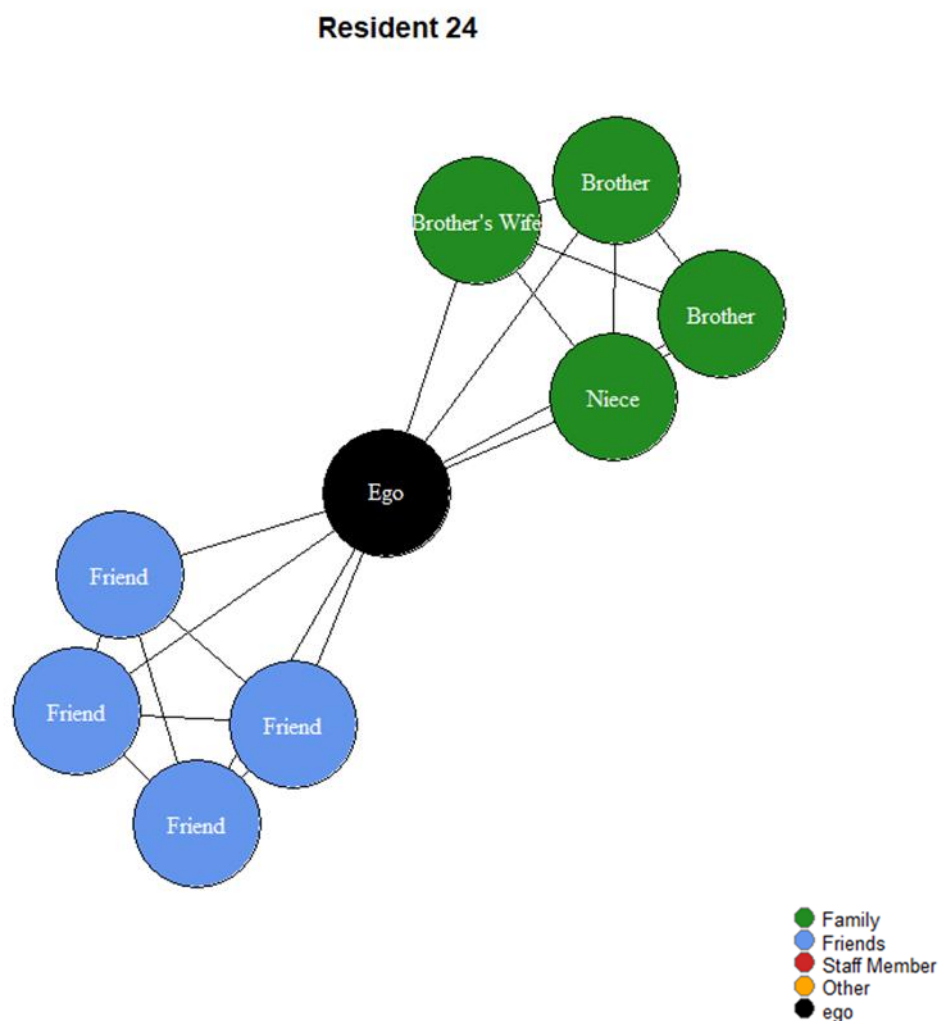 Resident 24
Brother
Brother's Wife
Brother
Niece
Ego
Friend
Friend
Friend
Friend
Family
Friends
Staff Member
Other
ego